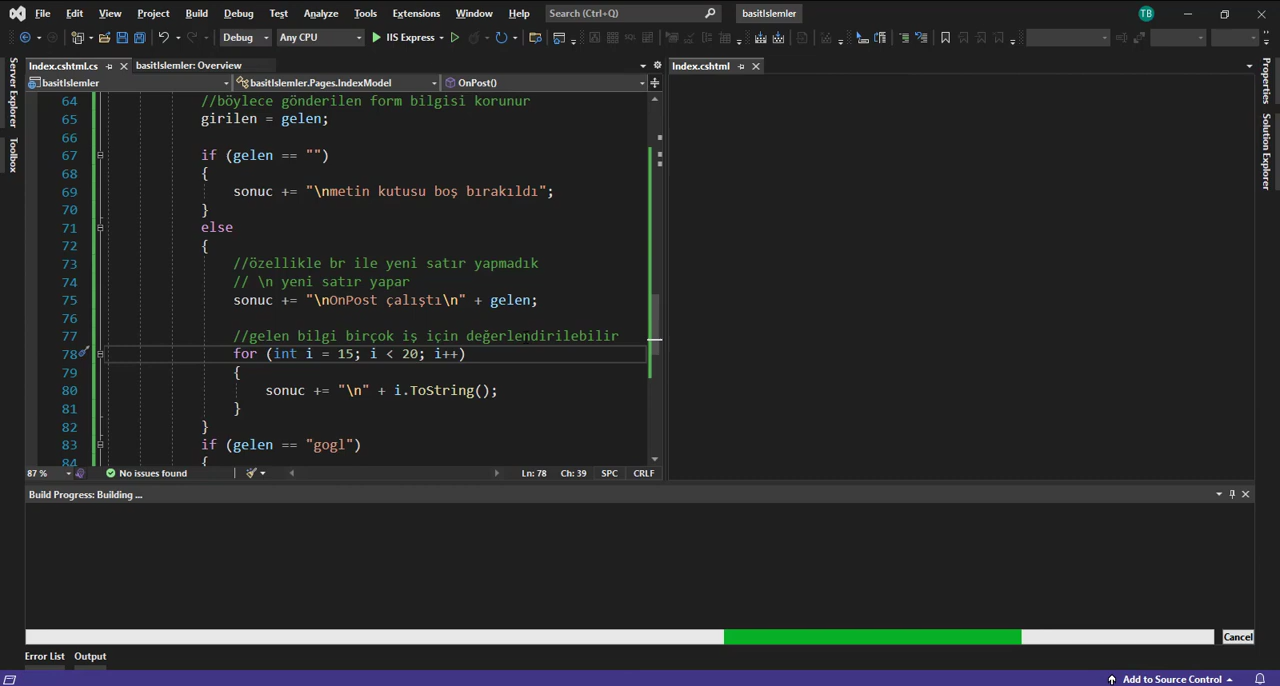 File Edit View Project Build Debug Test Analyze Tools Extensions Window Help Search (Ctrl+Q) basitIslemler TB
Debug Any CPU IIS Express
Server Explorer
Toolbox
Index.cshtml.cs basitIslemler: Overview
Index.cshtml
Properties
Solution Explorer
basitIslemler basitIslemler.Pages.IndexModel OnPost()
64 //böylece gönderilen form bilgisi korunur
65 girilen = gelen;
66
67 if (gelen == "")
68 {
69 sonuc += "\nmetin kutusu boş bırakıldı";
70 }
71 else
72 {
73 //özellikle br ile yeni satır yapmadık
74 // \n yeni satır yapar
75 sonuc += "\nOnPost çalıştı\n" + gelen;
76
77 //gelen bilgi birçok iş için değerlendirilebilir
78 for (int i = 15; i < 20; i++)
79 {
80 sonuc += "\n" + i.ToString();
81 }
82 }
83 if (gelen == "gogl")
84 {
87 % No issues found Ln: 78 Ch: 39 SPC CRLF
Build Progress: Building ...
Cancel
Error List Output
Add to Source Control